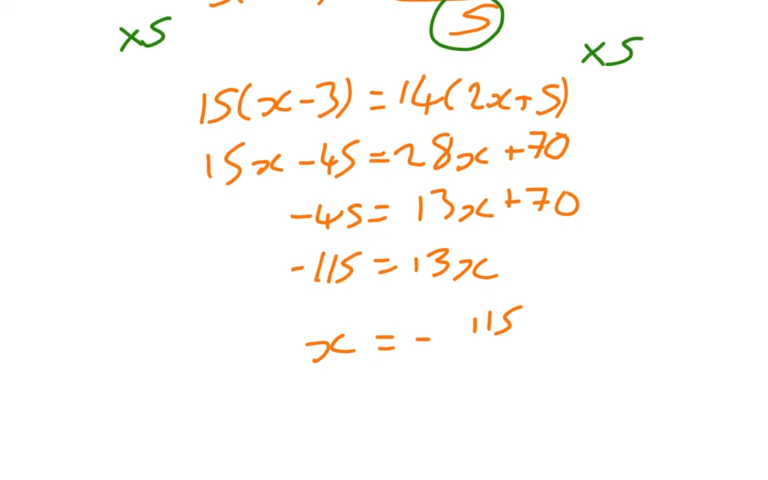 ×5 5 ×5
15(x-3)=14(2x+5)
15x-45=28x+70
-45=13x+70
-115=13x
x=- 115